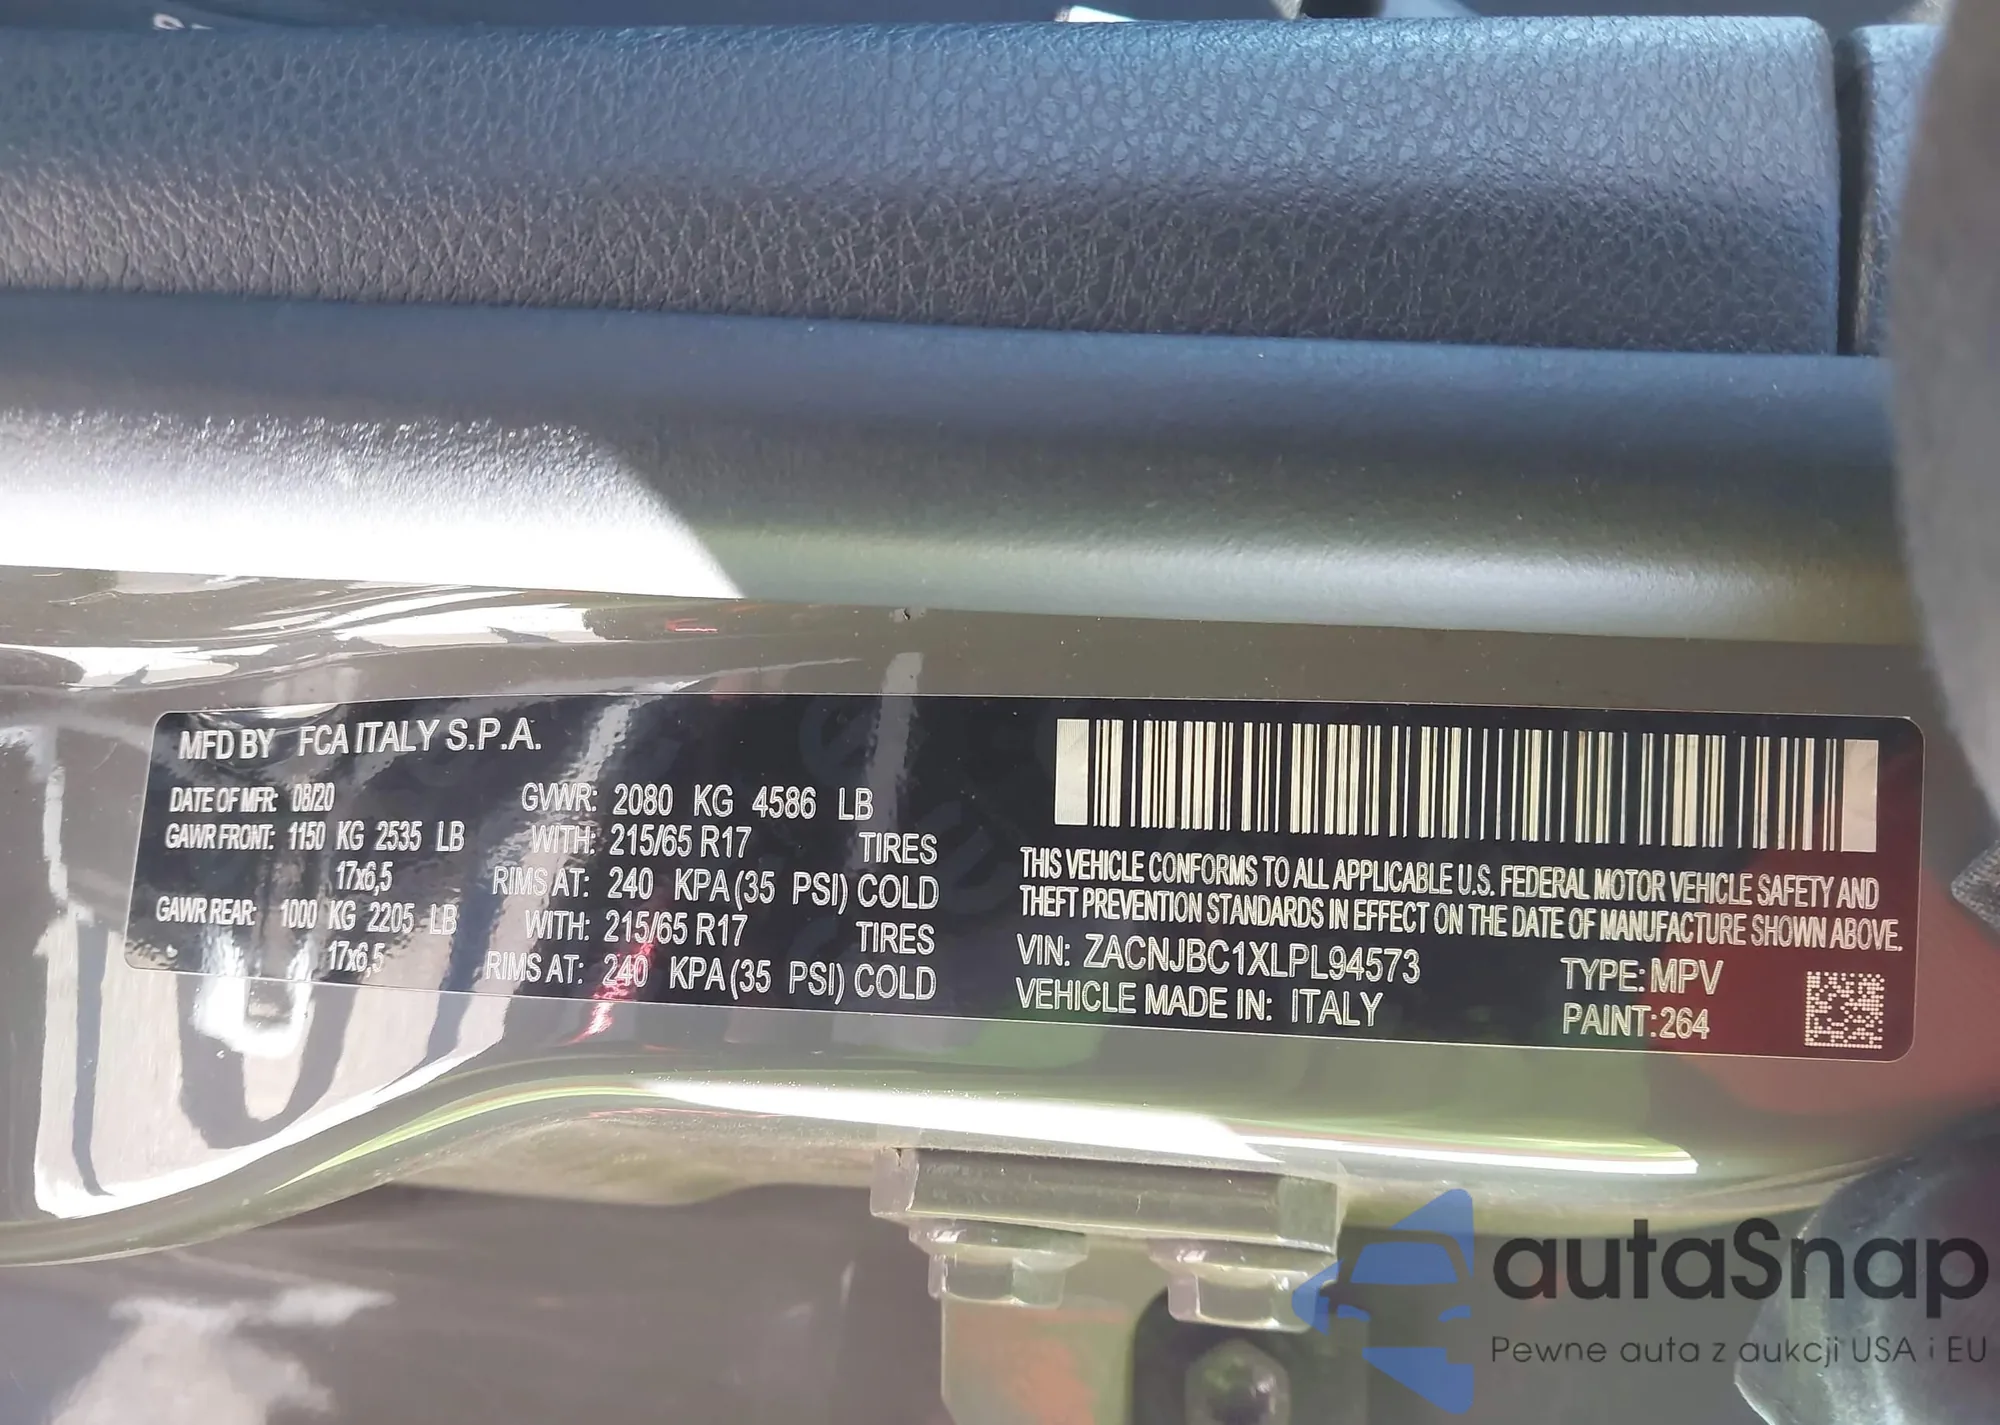 MFD BY FCA ITALY S.P.A.
DATE OF MFR: 08/20 GVWR: 2080 KG 4586 LB
GAWR FRONT: 1150 KG 2535 LB WITH: 215/65 R17 TIRES
17x6,5 RIMS AT: 240 KPA (35 PSI) COLD
GAWR REAR: 1000 KG 2205 LB WITH: 215/65 R17 TIRES
17x6,5 RIMS AT: 240 KPA (35 PSI) COLD
THIS VEHICLE CONFORMS TO ALL APPLICABLE U.S. FEDERAL MOTOR VEHICLE SAFETY AND
THEFT PREVENTION STANDARDS IN EFFECT ON THE DATE OF MANUFACTURE SHOWN ABOVE.
VIN: ZACNJBC1XLPL94573 TYPE: MPV
VEHICLE MADE IN: ITALY PAINT: 264
autaSnap
Pewne auta z aukcji USA i EU